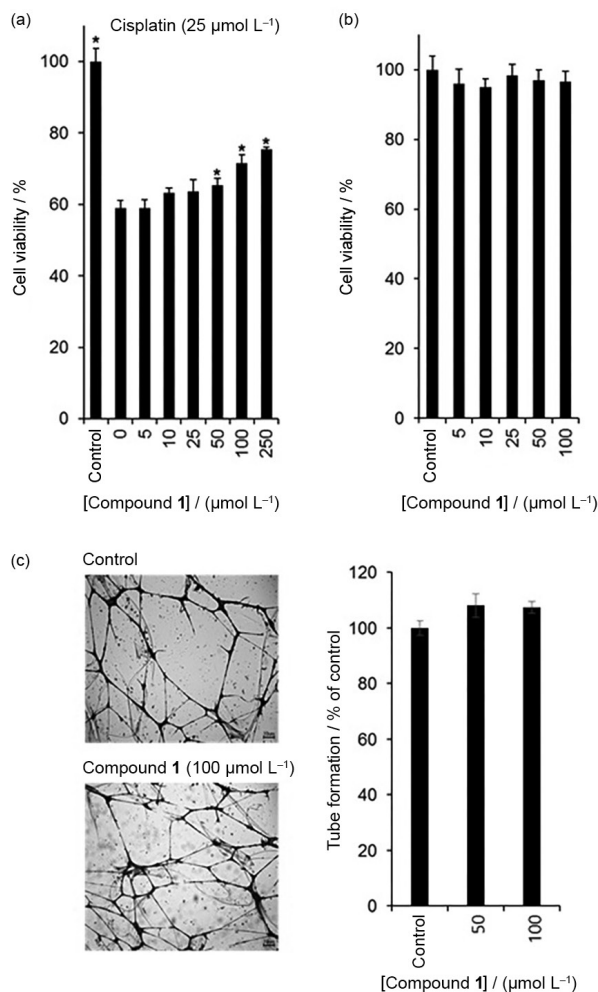 (a)
Cisplatin (25 μmol L⁻¹)
*
*
*
*
100
80
60
40
20
0
Cell viability / %
Control
0
5
10
25
50
100
250
[Compound 1] / (μmol L⁻¹)
(b)
100
80
60
40
20
0
Cell viability / %
Control
5
10
25
50
100
[Compound 1] / (μmol L⁻¹)
(c)
Control
Compound 1 (100 μmol L⁻¹)
120
100
80
60
40
20
0
Tube formation / % of control
Control
50
100
[Compound 1] / (μmol L⁻¹)